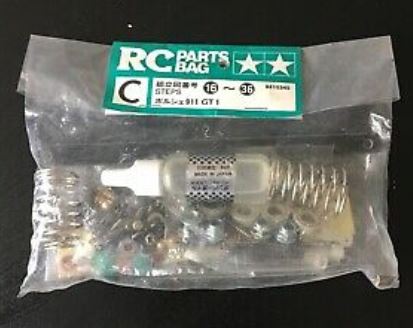 RC PARTS BAG
C 組立図番号 ⑯ ～ ㊱
STEPS
ポルシェ911 GT1
MADE IN JAPAN